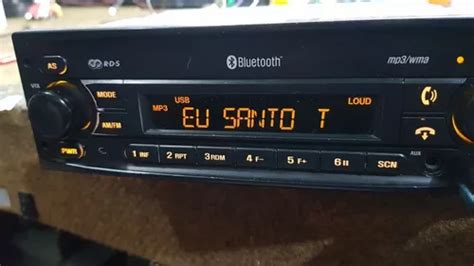 AS
R·D·S
Bluetooth®
mp3/wma
VOL
MODE
AM/FM
PWR
MP3 USB LOUD
EU SANTO T
1 INF
2 RPT
3 RDM
4 F-
5 F+
6 II
SCN
AUX